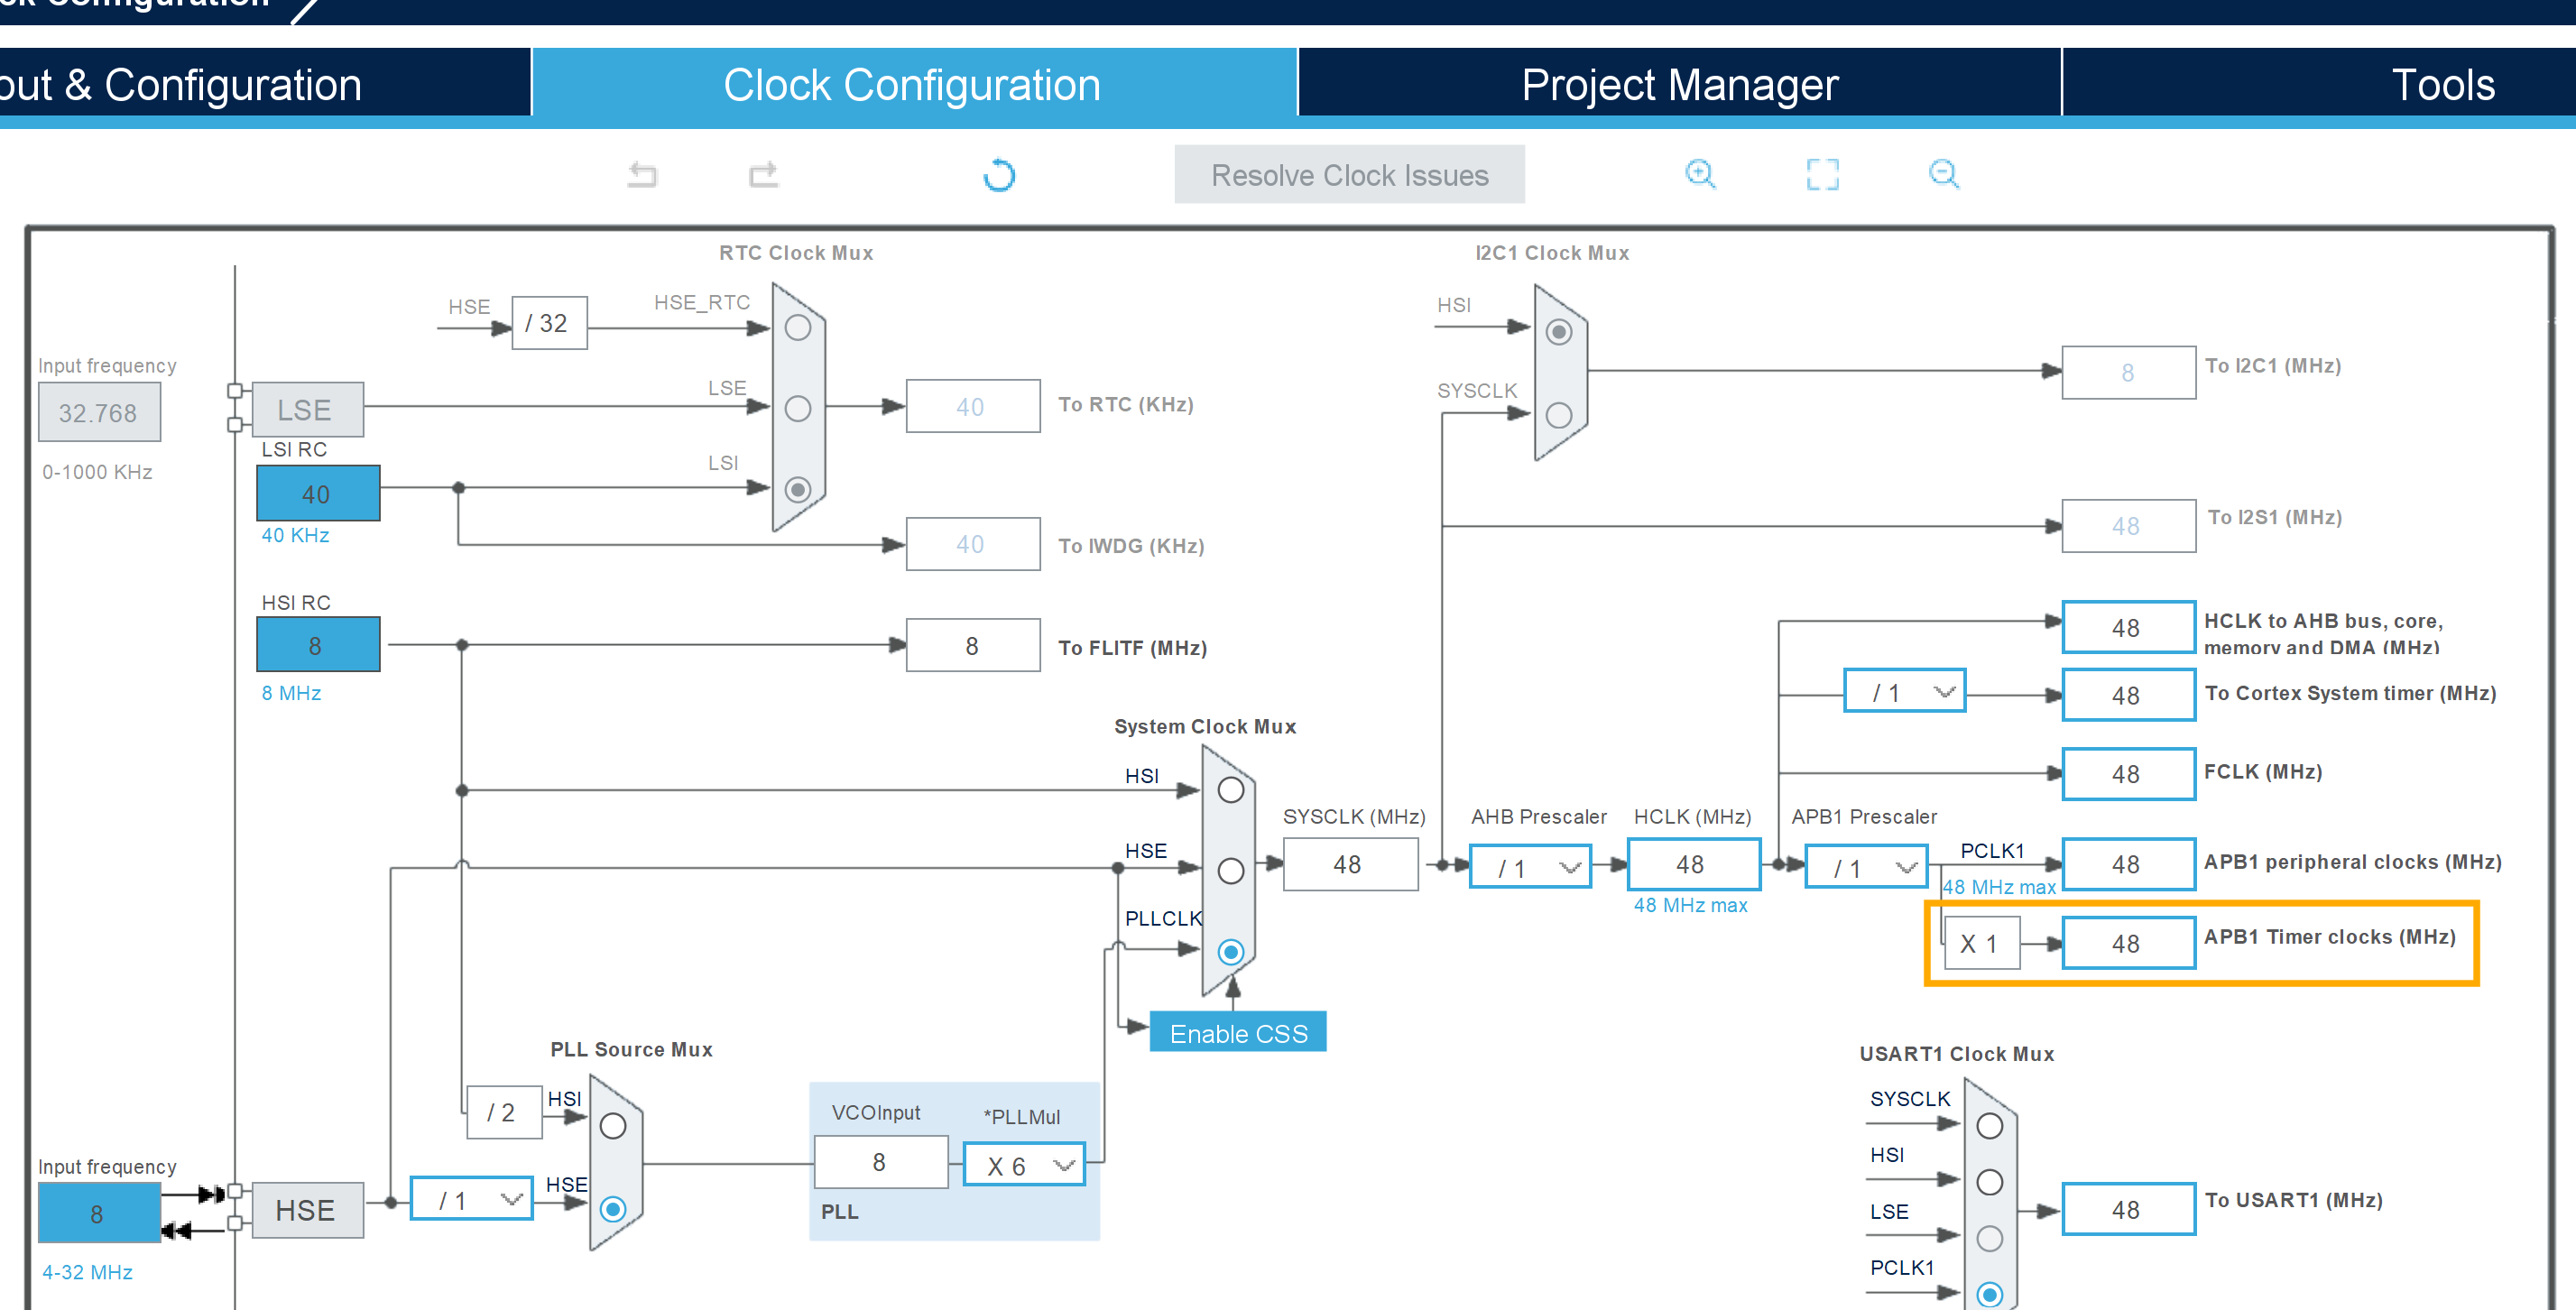 ck Configuration
out & Configuration
Clock Configuration
Project Manager
Tools
Resolve Clock Issues
RTC Clock Mux
I2C1 Clock Mux
HSE
/ 32
HSE_RTC
HSI
Input frequency
32.768
0-1000 KHz
LSE
LSE
40
To RTC (KHz)
SYSCLK
8
To I2C1 (MHz)
LSI RC
40
40 KHz
LSI
40
To IWDG (KHz)
48
To I2S1 (MHz)
HSI RC
8
8 MHz
8
To FLITF (MHz)
48
HCLK to AHB bus, core,
memory and DMA (MHz)
/ 1
48
To Cortex System timer (MHz)
System Clock Mux
HSI
HSE
PLLCLK
48
FCLK (MHz)
SYSCLK (MHz)
48
AHB Prescaler
/ 1
HCLK (MHz)
48
48 MHz max
APB1 Prescaler
/ 1
PCLK1
48 MHz max
48
APB1 peripheral clocks (MHz)
X 1
48
APB1 Timer clocks (MHz)
Enable CSS
PLL Source Mux
/ 2
HSI
VCOInput
8
*PLLMul
X 6
PLL
Input frequency
8
4-32 MHz
HSE
/ 1
HSE
USART1 Clock Mux
SYSCLK
HSI
LSE
PCLK1
48
To USART1 (MHz)